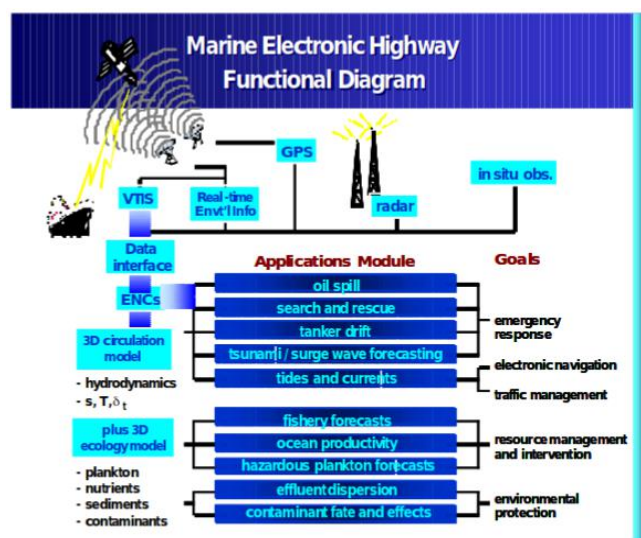 Marine Electronic Highway
Functional Diagram
GPS
in situ obs.
VTIS
Real-time
Envt'l Info
radar
Data
interface
Applications Module
Goals
ENCs
oil spill
search and rescue
tanker drift
tsunami / surge wave forecasting
tides and currents
emergency
response
electronic navigation
traffic management
3D circulation
model
- hydrodynamics
- s, T, δt
plus 3D
ecology model
- plankton
- nutrients
- sediments
- contaminants
fishery forecasts
ocean productivity
hazardous plankton forecasts
effluent dispersion
contaminant fate and effects
resource management
and intervention
environmental
protection